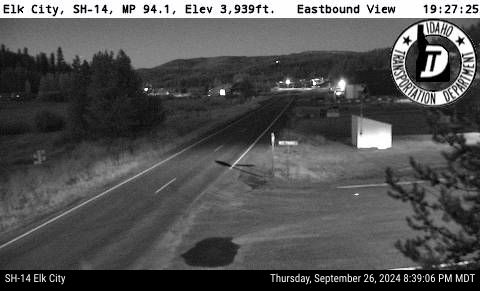 Elk City, SH-14, MP 94.1, Elev 3,939ft. Eastbound View 19:27:25
IDAHO
TRANSPORTATION DEPARTMENT
SH-14 Elk City Thursday, September 26, 2024 8:39:06 PM MDT